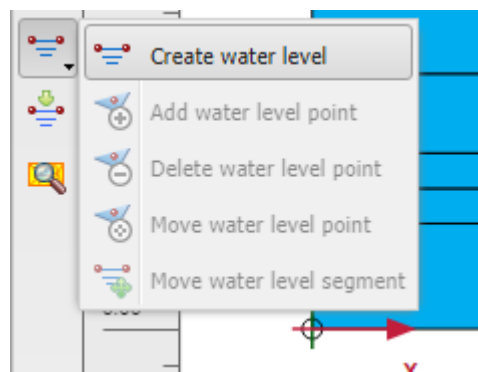 Create water level
Add water level point
Delete water level point
Move water level point
Move water level segment
x